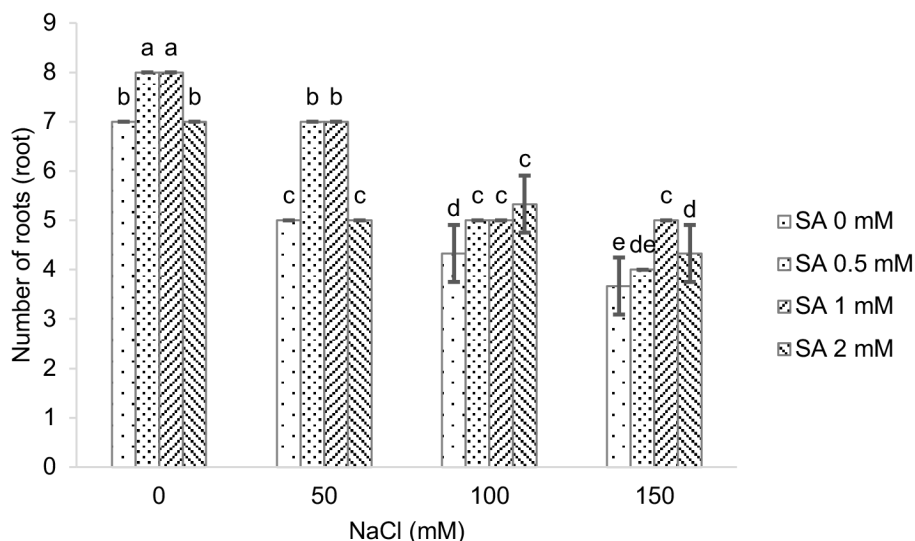 Number of roots (root)
9
8
7
6
5
4
3
2
1
0
b a a b
c b b c
d c c c
e de c d
0 50 100 150
NaCl (mM)
SA 0 mM
SA 0.5 mM
SA 1 mM
SA 2 mM